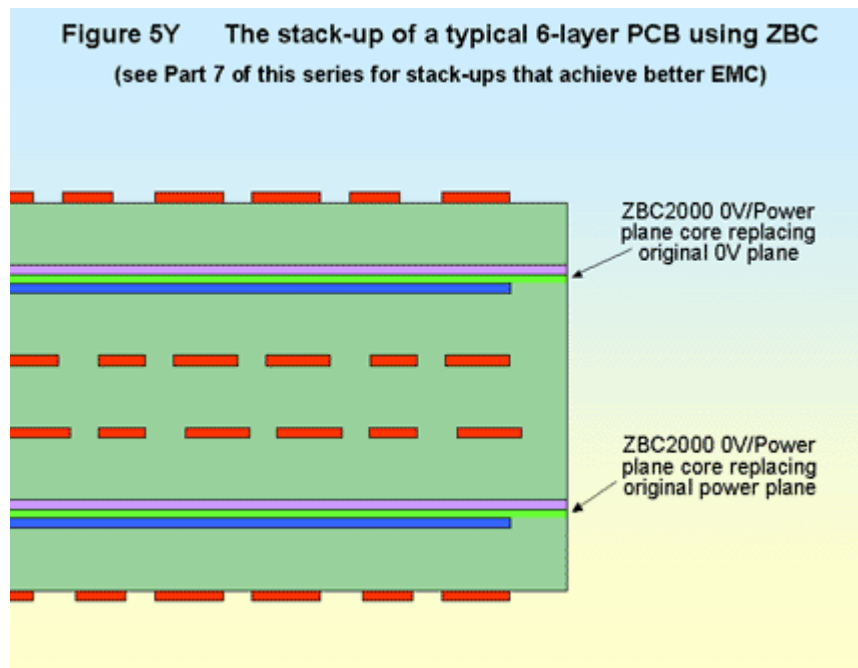 Figure 5Y The stack-up of a typical 6-layer PCB using ZBC
(see Part 7 of this series for stack-ups that achieve better EMC)
ZBC2000 0V/Power
plane core replacing
original 0V plane
ZBC2000 0V/Power
plane core replacing
original power plane